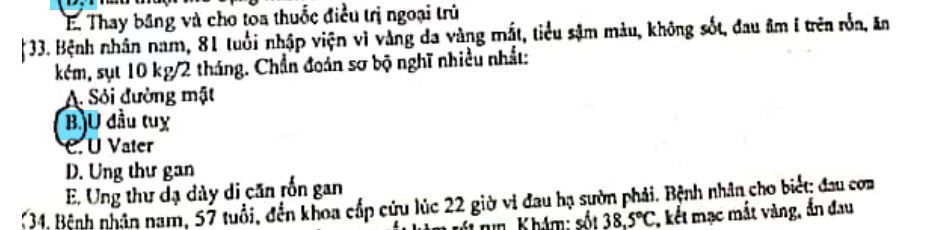 E. Thay băng và cho toa thuốc điều trị ngoại trú
33. Bệnh nhân nam, 81 tuổi nhập viện vì vàng da vàng mắt, tiểu sậm màu, không sốt, đau âm ỉ trên rốn, ăn
kém, sụt 10 kg/2 tháng. Chẩn đoán sơ bộ nghĩ nhiều nhất:
A. Sỏi đường mật
B. U đầu tuỵ
C. U Vater
D. Ung thư gan
E. Ung thư dạ dày di căn rốn gan
34. Bệnh nhân nam, 57 tuổi, đến khoa cấp cứu lúc 22 giờ vì đau hạ sườn phải. Bệnh nhân cho biết: đau cơn
Khám: sốt 38,5°C, kết mạc mắt vàng, ấn đau